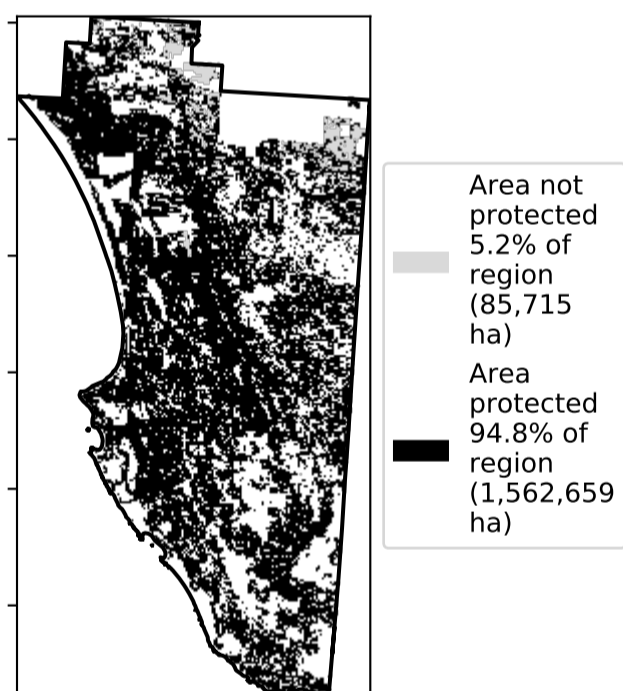 Area not
protected
5.2% of
region
(85,715
ha)
Area
protected
94.8% of
region
(1,562,659
ha)